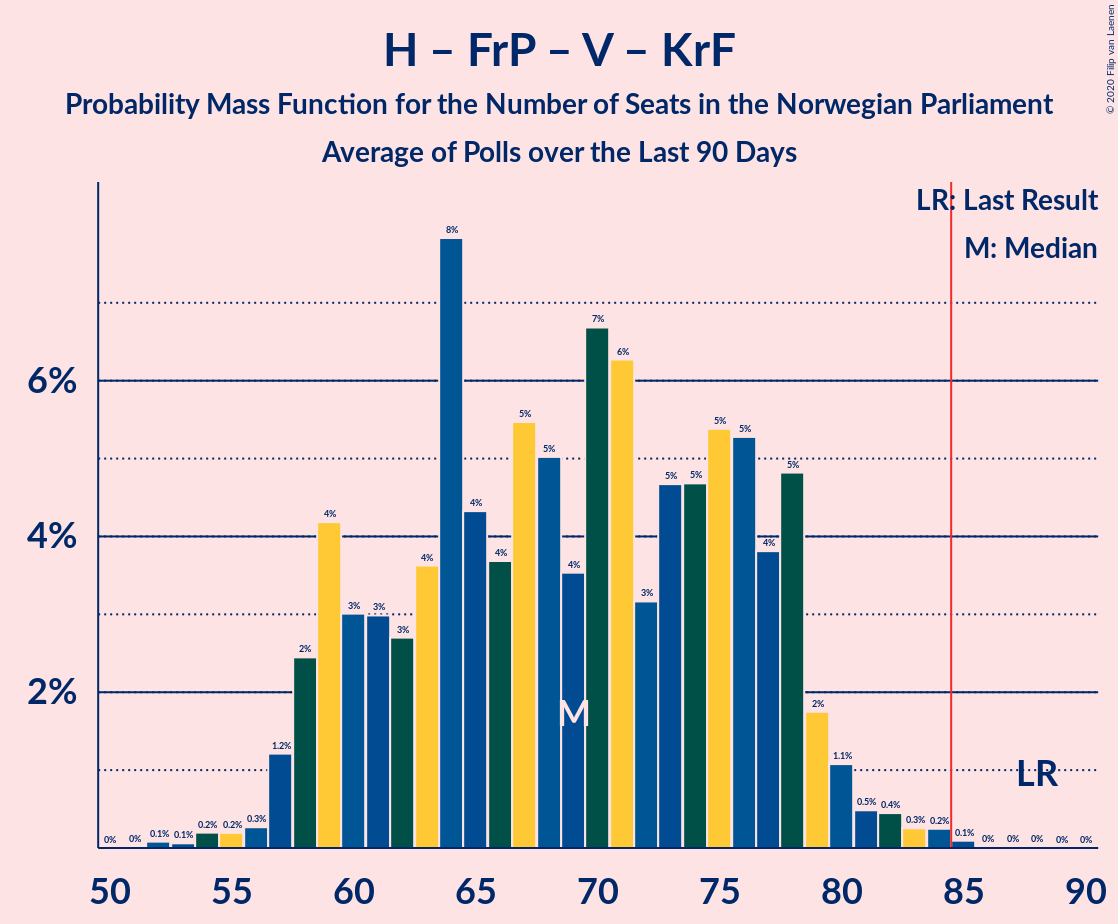 © 2020 Filip van Laenen
H – FrP – V – KrF
Probability Mass Function for the Number of Seats in the Norwegian Parliament
Average of Polls over the Last 90 Days
LR: Last Result
M: Median
6%
4%
2%
0% 0% 0.1% 0.1% 0.2% 0.2% 0.3% 1.2% 2% 4% 3% 3% 3% 4% 8% 4% 4% 5% 5% 4% 7% 6% 3% 5% 5% 5% 5% 4% 5% 2% 1.1% 0.5% 0.4% 0.3% 0.2% 0.1% 0% 0% 0% 0% 0%
M
LR
50 55 60 65 70 75 80 85 90